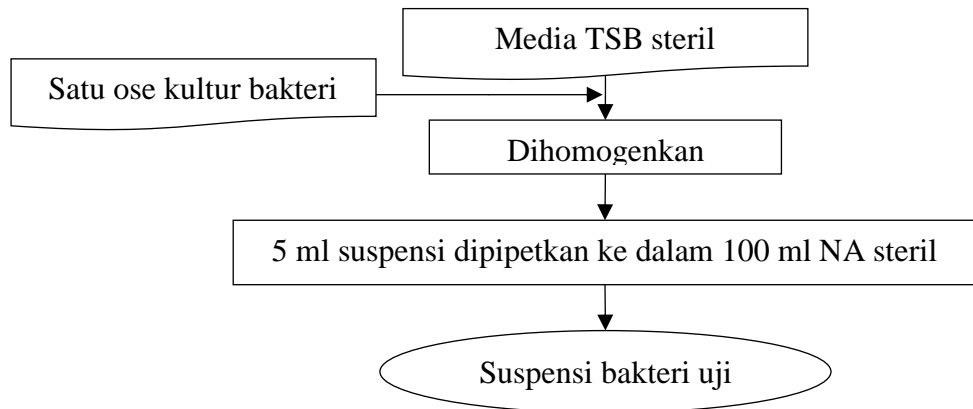 Media TSB steril
Satu ose kultur bakteri
Dihomogenkan
5 ml suspensi dipipetkan ke dalam 100 ml NA steril
Suspensi bakteri uji